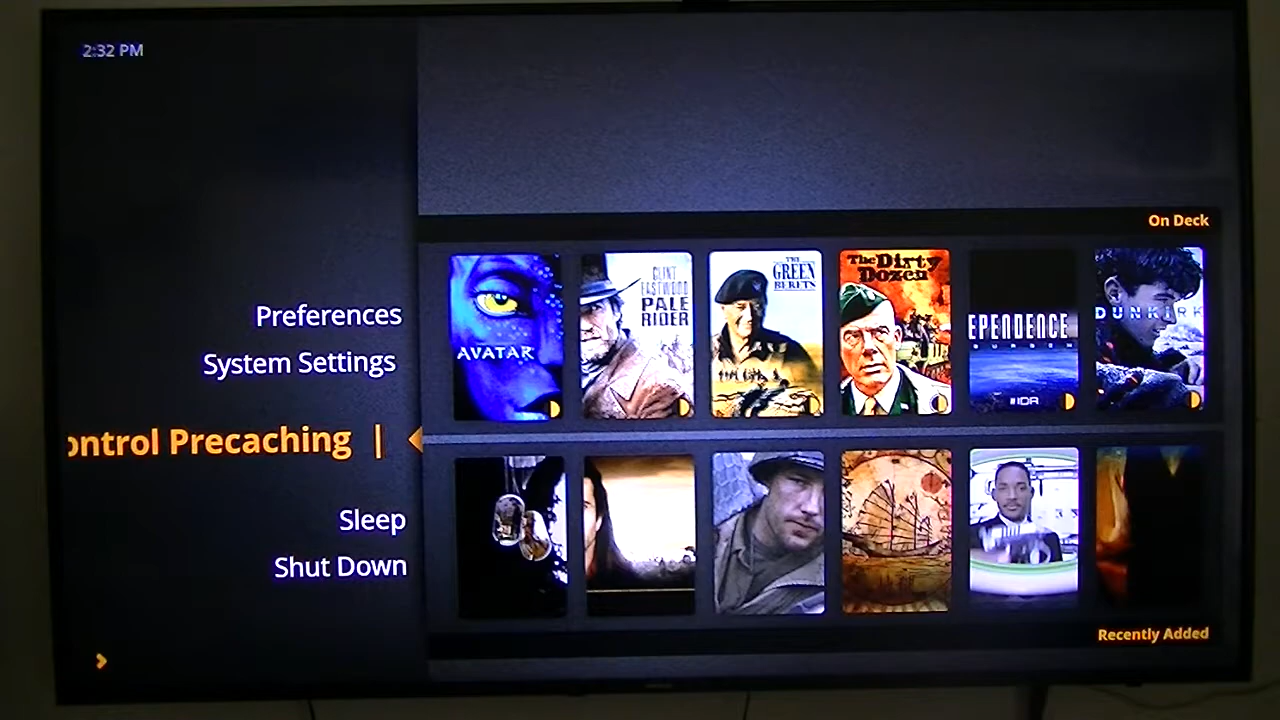 2:32 PM
On Deck
AVATAR
CLINT
EASTWOOD
PALE
RIDER
THE
GREEN
BERETS
The Dirty
Dozen
EPENDENCE
#IDR
DUNKIRK
Preferences
System Settings
ontrol Precaching |
Sleep
Shut Down
Recently Added